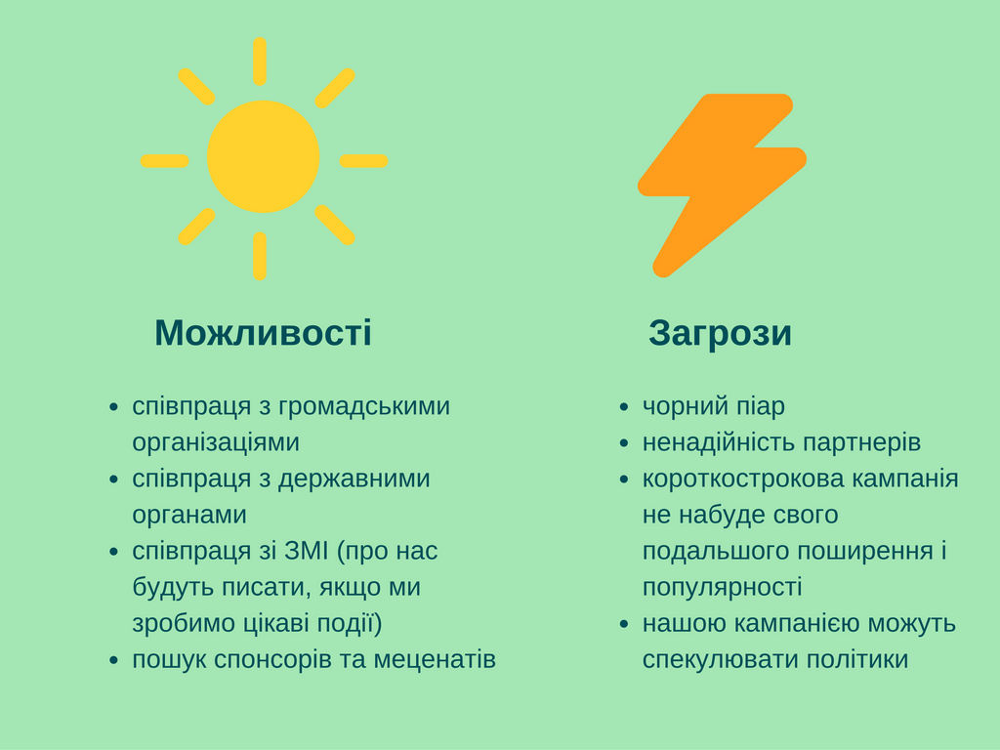 Можливості
• співпраця з громадськими
організаціями
• співпраця з державними
органами
• співпраця зі ЗМІ (про нас
будуть писати, якщо ми
зробимо цікаві події)
• пошук спонсорів та меценатів
Загрози
• чорний піар
• ненадійність партнерів
• короткострокова кампанія
не набуде свого
подальшого поширення і
популярності
• нашою кампанією можуть
спекулювати політики